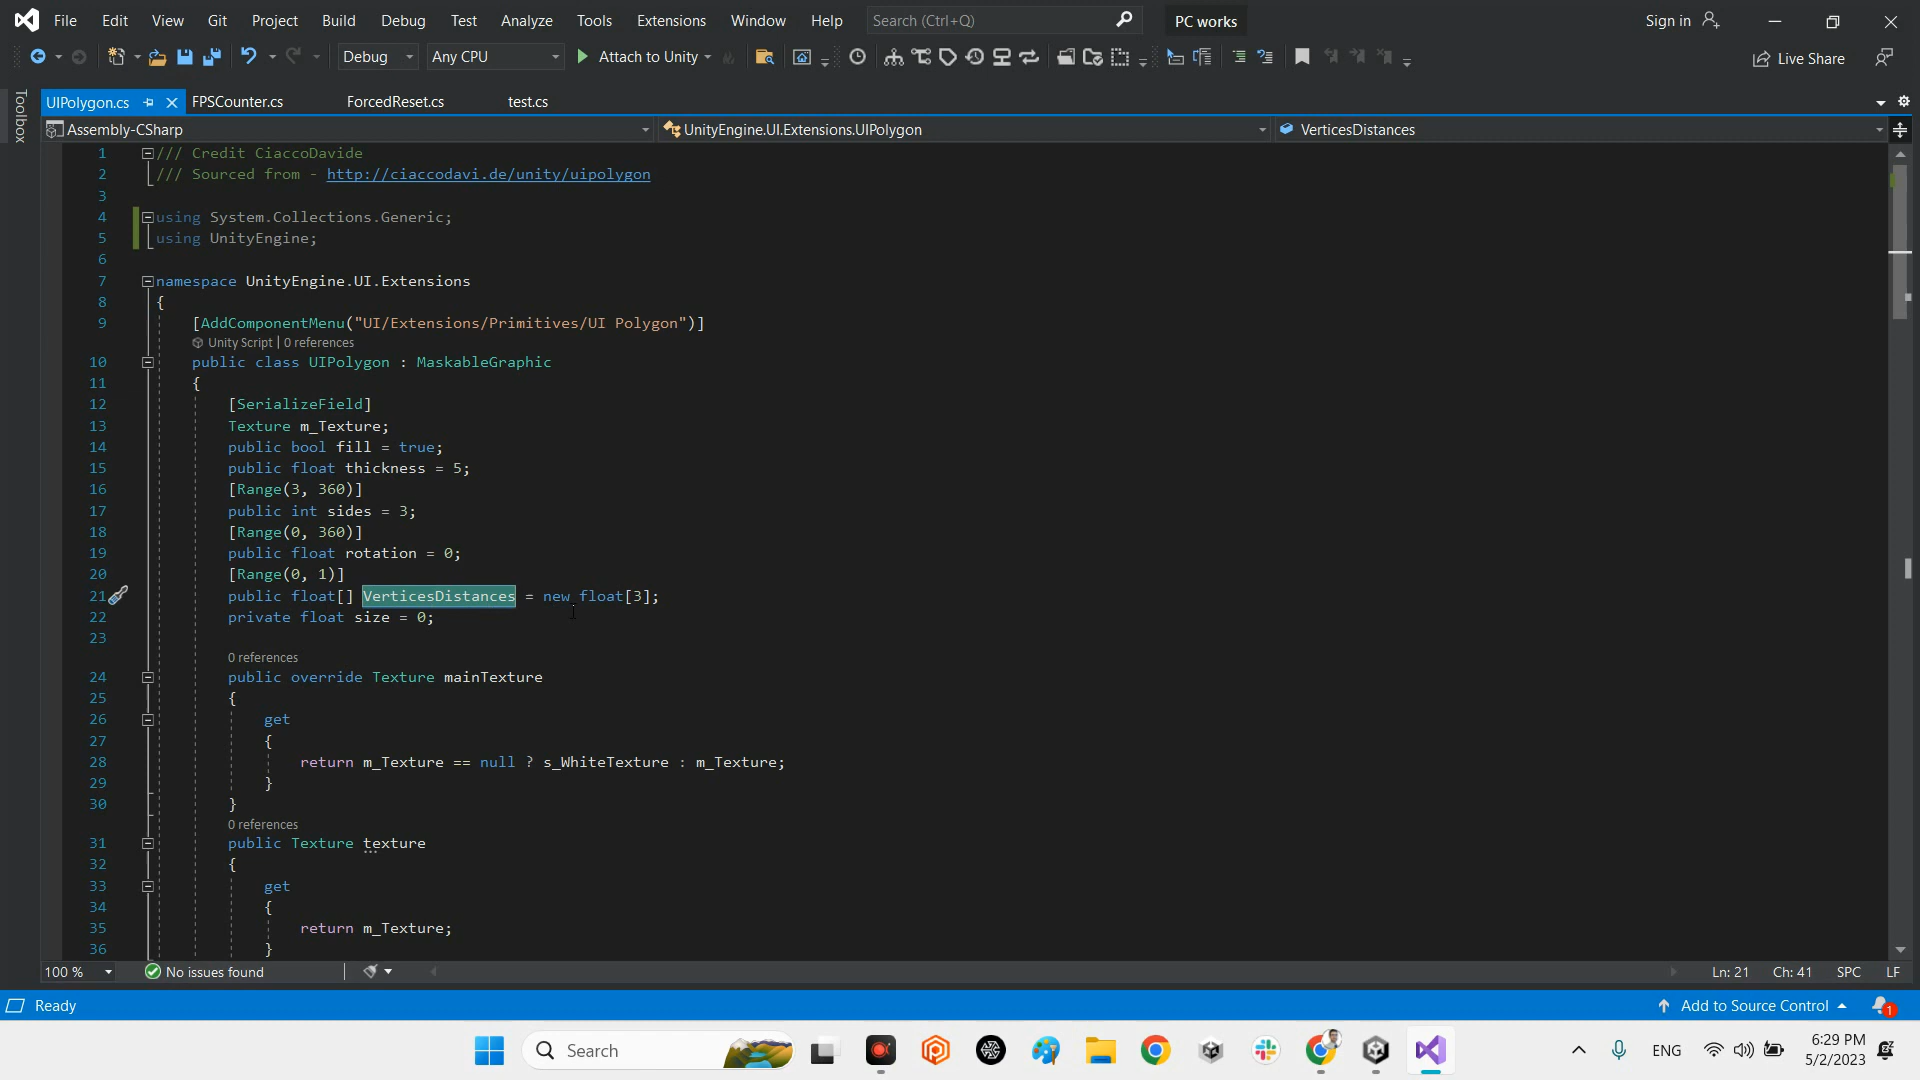 File Edit View Git Project Build Debug Test Analyze Tools Extensions Window Help Search (Ctrl+Q) PC works Sign in
Debug Any CPU Attach to Unity Live Share
Toolbox
UIPolygon.cs FPSCounter.cs ForcedReset.cs test.cs
Assembly-CSharp UnityEngine.UI.Extensions.UIPolygon VerticesDistances
1 /// Credit CiaccoDavide
2 /// Sourced from - http://ciaccodavi.de/unity/uipolygon
3
4 using System.Collections.Generic;
5 using UnityEngine;
6
7 namespace UnityEngine.UI.Extensions
8 {
9 [AddComponentMenu("UI/Extensions/Primitives/UI Polygon")]
Unity Script | 0 references
10 public class UIPolygon : MaskableGraphic
11 {
12 [SerializeField]
13 Texture m_Texture;
14 public bool fill = true;
15 public float thickness = 5;
16 [Range(3, 360)]
17 public int sides = 3;
18 [Range(0, 360)]
19 public float rotation = 0;
20 [Range(0, 1)]
21 public float[] VerticesDistances = new float[3];
22 private float size = 0;
23
0 references
24 public override Texture mainTexture
25 {
26 get
27 {
28 return m_Texture == null ? s_WhiteTexture : m_Texture;
29 }
30 }
0 references
31 public Texture texture
32 {
33 get
34 {
35 return m_Texture;
36 }
100 % No issues found Ln: 21 Ch: 41 SPC LF
Ready Add to Source Control 1
Search ENG 6:29 PM
5/2/2023